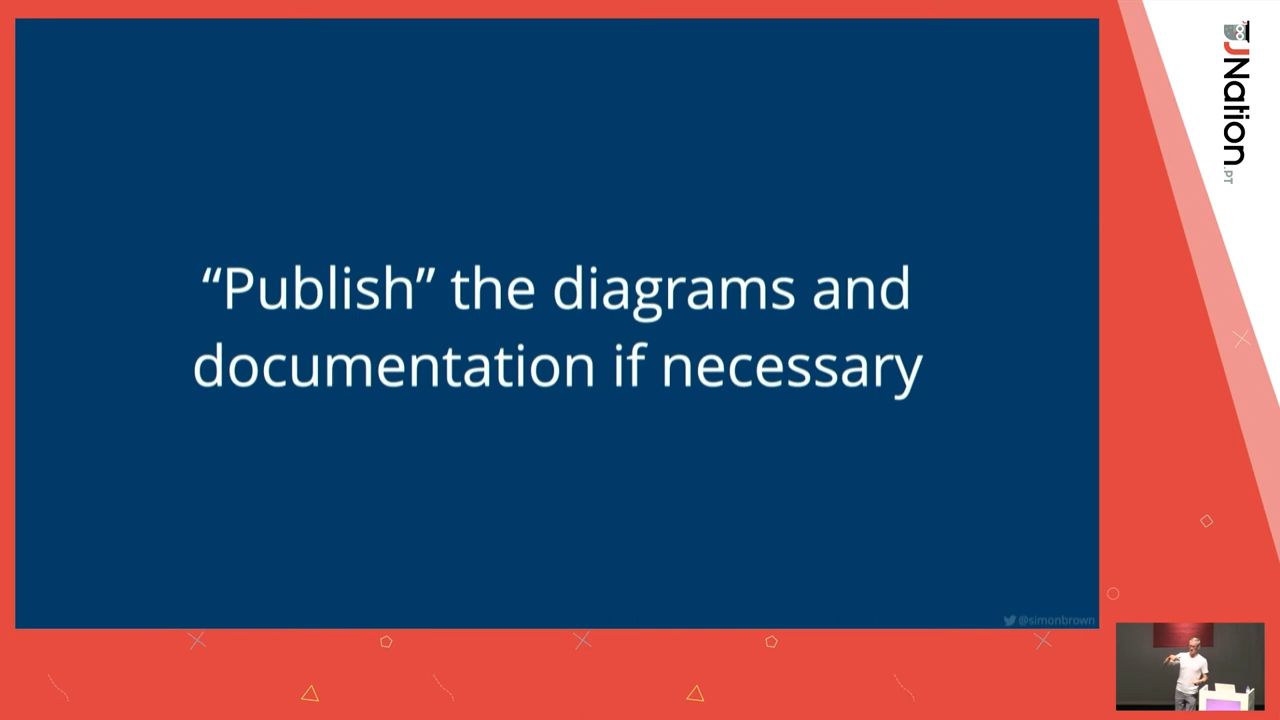 “Publish” the diagrams and
documentation if necessary
@simonbrown
JNation.PT